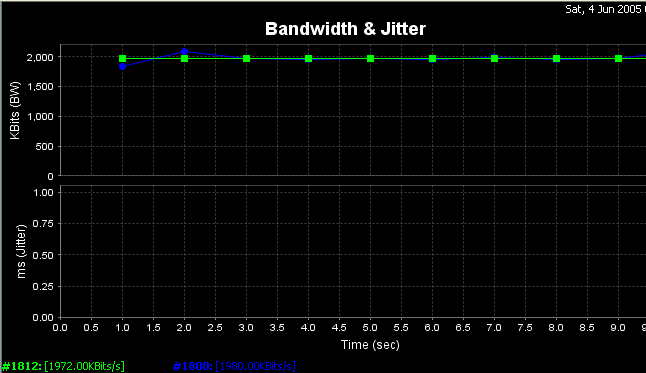 Sat, 4 Jun 2005
Bandwidth & Jitter
2,000
1,500
1,000
500
0
KBits (BW)
1.00
0.75
0.50
0.25
0.00
ms (Jitter)
0.0 0.5 1.0 1.5 2.0 2.5 3.0 3.5 4.0 4.5 5.0 5.5 6.0 6.5 7.0 7.5 8.0 8.5 9.0
Time (sec)
#1812: [1972.00KBits/s] #1800: [1980.00KBits/s]